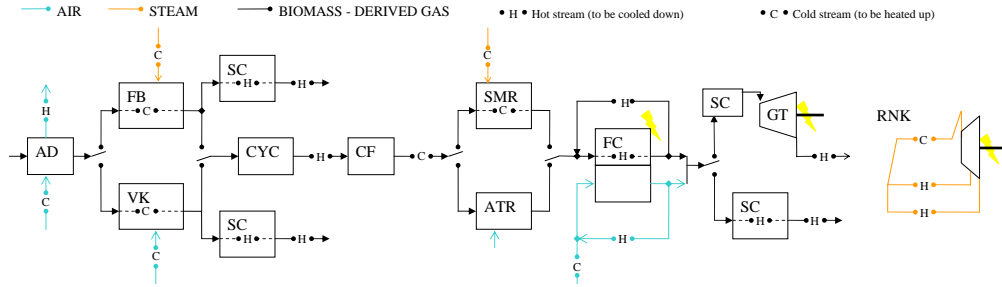 AIR
STEAM
BIOMASS - DERIVED GAS
H Hot stream (to be cooled down)
C Cold stream (to be heated up)
C
C
SC
H
H
H
FB
C
SMR
C
H
SC
GT
RNK
FC
H
C
AD
CYC
H
CF
C
H
H
VK
C
SC
H
H
ATR
SC
H
H
H
H
C
C
H
C